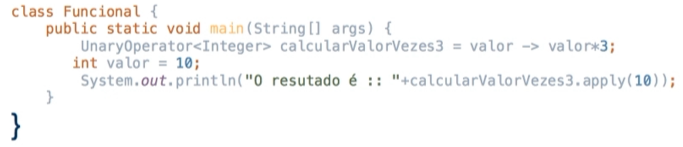 class Funcional {
public static void main(String[] args) {
UnaryOperator<Integer> calcularValorVezes3 = valor -> valor*3;
int valor = 10;
System.out.println("O resutado é :: "+calcularValorVezes3.apply(10));
}
}